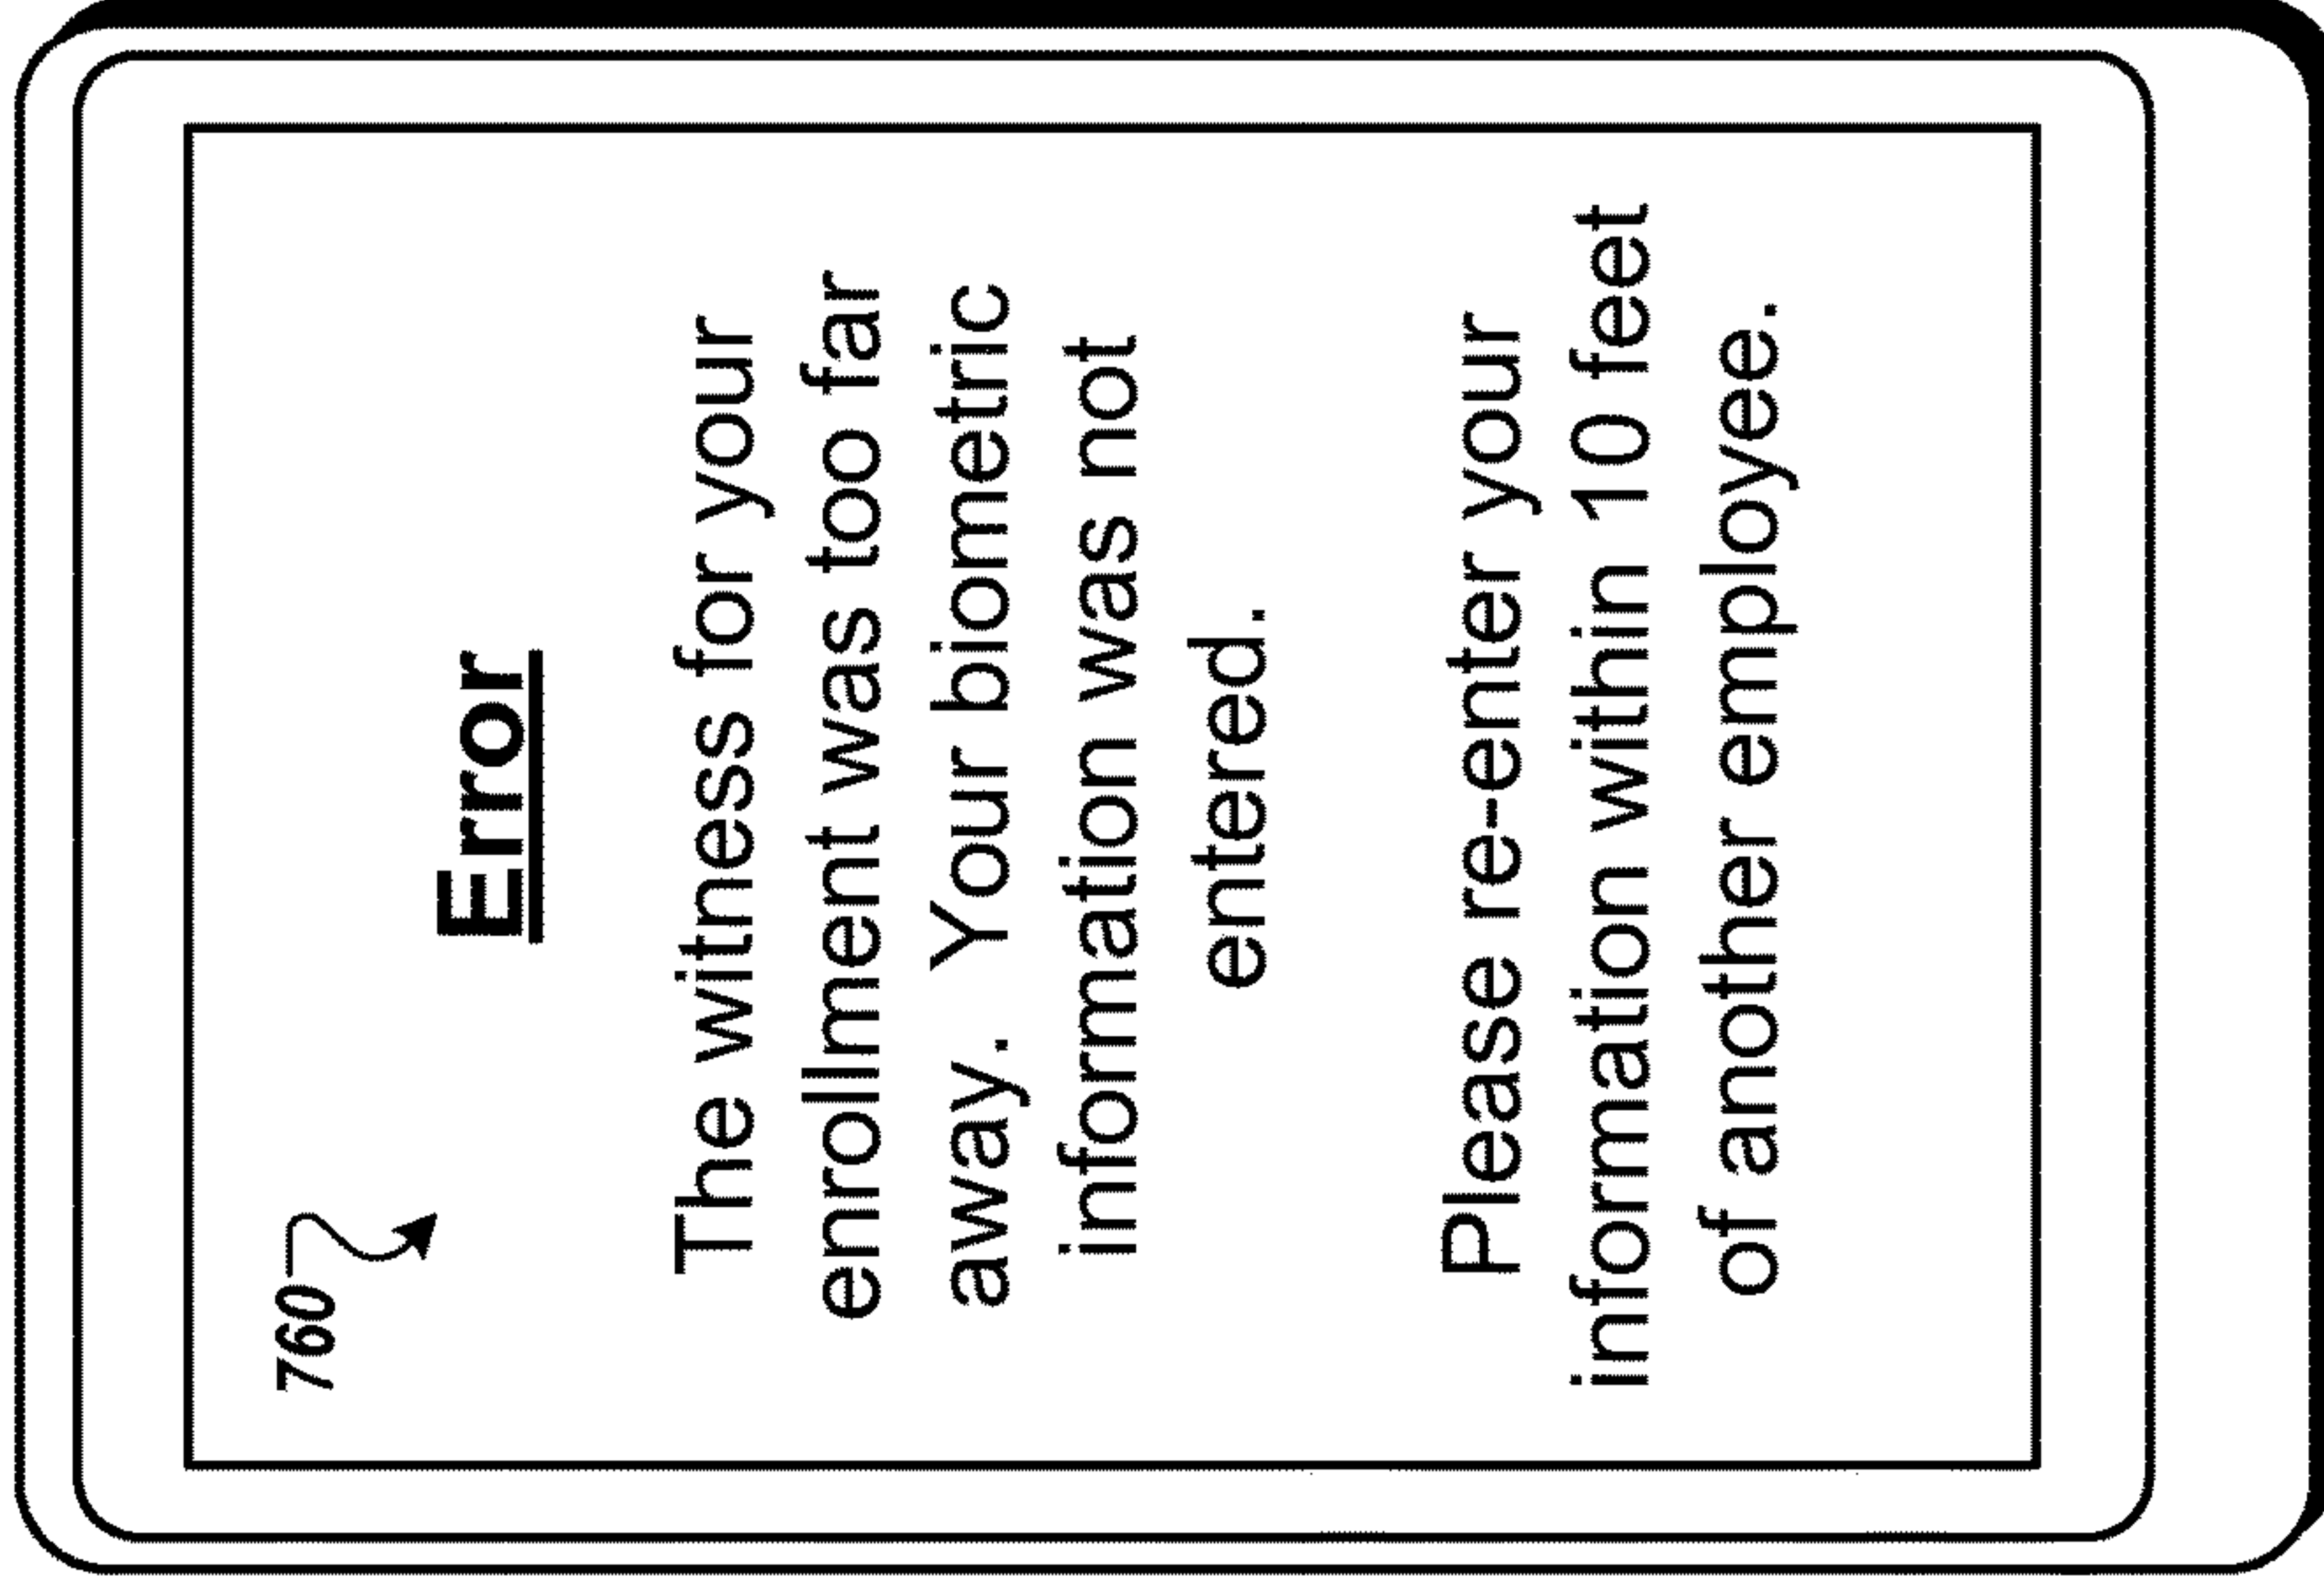 760
Error
The witness for your
enrollment was too far
away. Your biometric
information was not
entered.
Please re-enter your
information within 10 feet
of another employee.